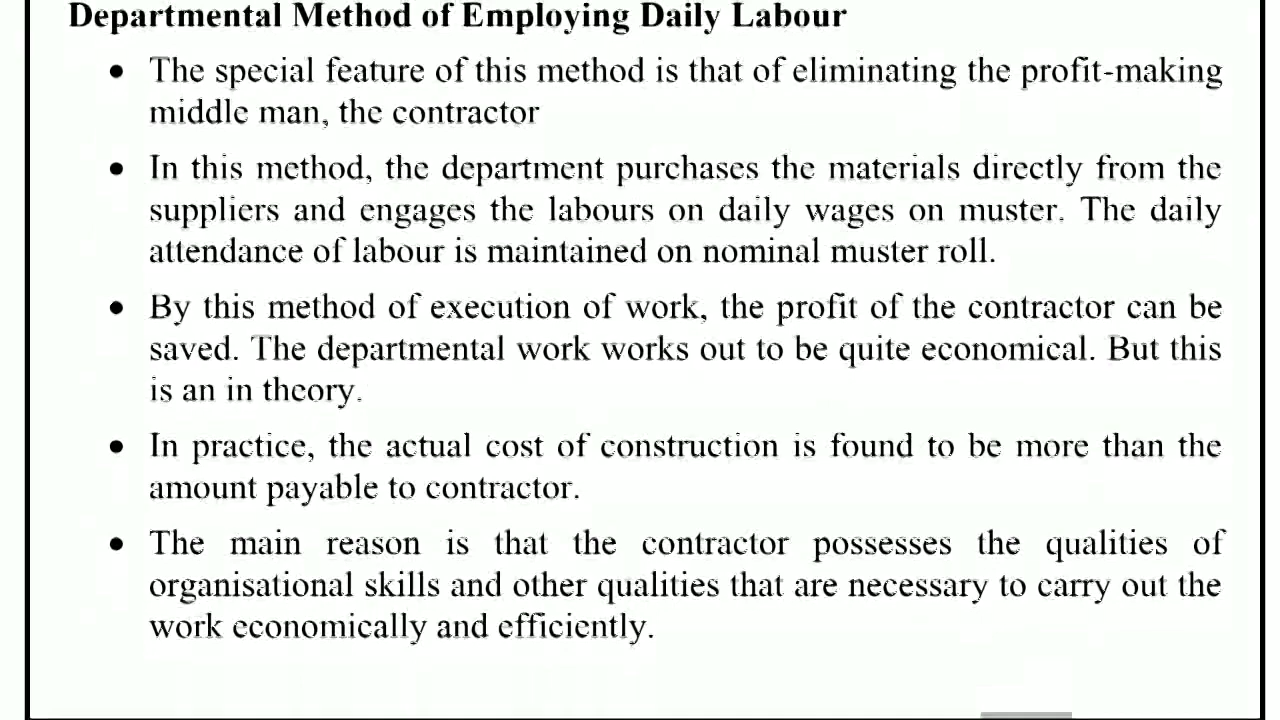 Departmental Method of Employing Daily Labour
• The special feature of this method is that of eliminating the profit-making
middle man, the contractor
• In this method, the department purchases the materials directly from the
suppliers and engages the labours on daily wages on muster. The daily
attendance of labour is maintained on nominal muster roll.
• By this method of execution of work, the profit of the contractor can be
saved. The departmental work works out to be quite economical. But this
is an in theory.
• In practice, the actual cost of construction is found to be more than the
amount payable to contractor.
• The main reason is that the contractor possesses the qualities of
organisational skills and other qualities that are necessary to carry out the
work economically and efficiently.